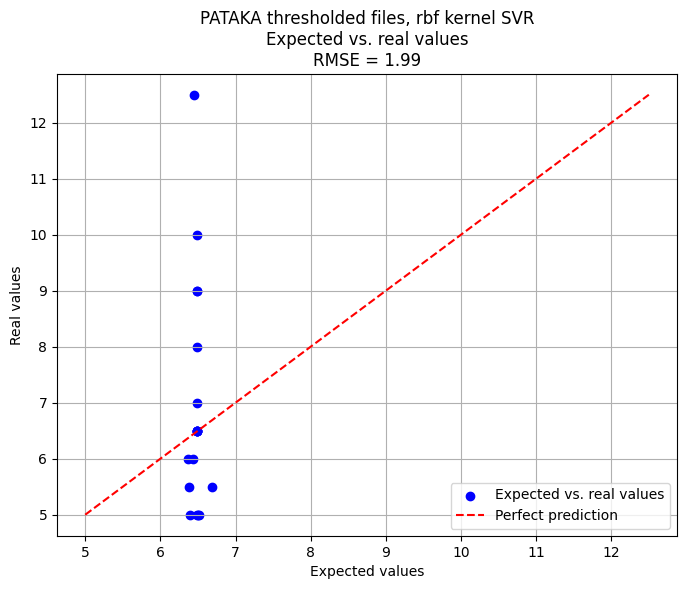 PATAKA thresholded files, rbf kernel SVR
Expected vs. real values
RMSE = 1.99
Real values
12
11
10
9
8
7
6
5
Expected vs. real values
Perfect prediction
5 6 7 8 9 10 11 12
Expected values